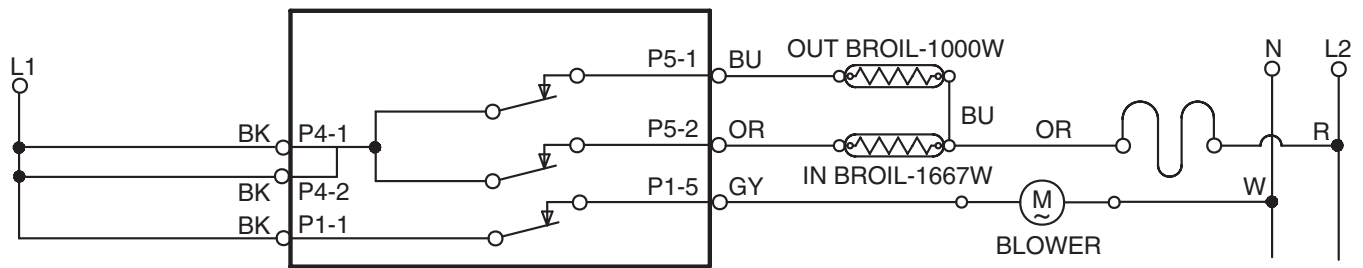 L1
BK
P4-1
BK
P4-2
BK
P1-1
P5-1
BU
P5-2
OR
P1-5
GY
OUT BROIL-1000W
BU
IN BROIL-1667W
OR
M
~
BLOWER
N
L2
R
W